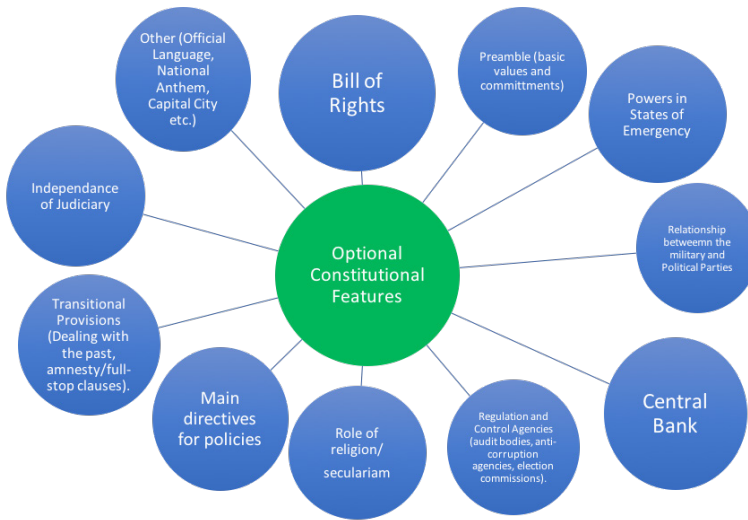 Other (Official
Language,
National
Anthem,
Capital City
etc.)
Bill of
Rights
Preamble (basic
values and
committments)
Powers in
States of
Emergency
Independance
of Judiciary
Optional
Constitutional
Features
Relationship
betweemn the
military and
Political Parties
Transitional
Provisions
(Dealing with
the past,
amnesty/full-
stop clauses).
Main
directives
for policies
Role of
religion/
seculariam
Regulation and
Control Agencies
(audit bodies, anti-
corruption
agencies, election
commissions).
Central
Bank